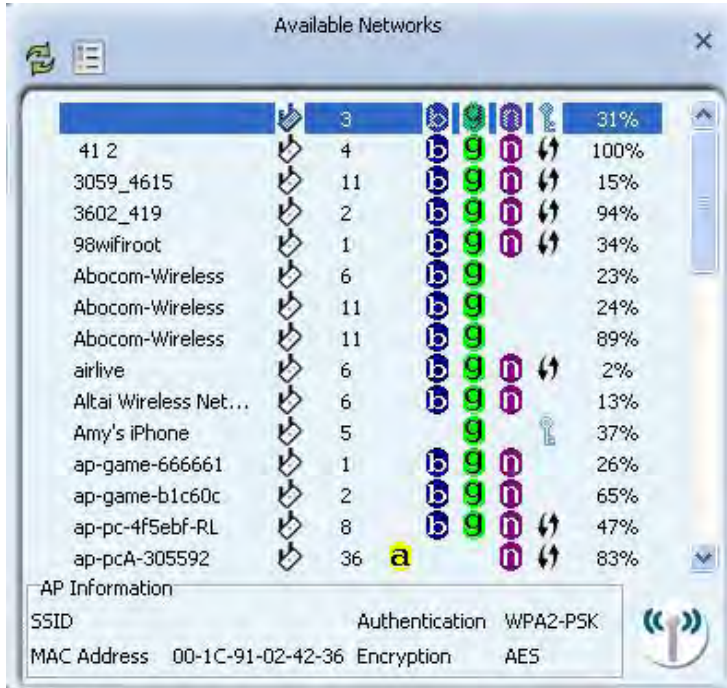 Available Networks
3 b g n 31%
41 2 4 b g n 100%
3059_4615 11 b g n 15%
3602_419 2 b g n 94%
98wifiroot 1 b g n 34%
Abocom-Wireless 6 b g 23%
Abocom-Wireless 11 b g 24%
Abocom-Wireless 11 b g 89%
airlive 6 b g n 2%
Altai Wireless Net... 6 b g n 13%
Amy's iPhone 5 g 37%
ap-game-666661 1 b g n 26%
ap-game-b1c60c 2 b g n 65%
ap-pc-4f5ebf-RL 8 b g n 47%
ap-pcA-305592 36 a n 83%
AP Information
SSID Authentication WPA2-PSK
MAC Address 00-1C-91-02-42-36 Encryption AES